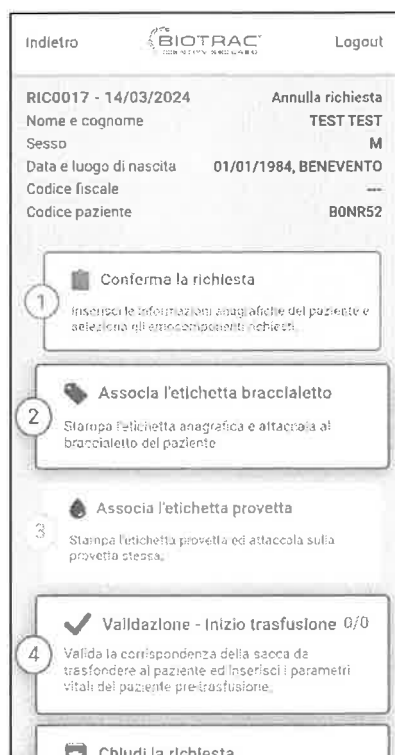 Indietro BIOTRAC Logout
IDENTITY SECURED
RIC0017 - 14/03/2024 Annulla richiesta
Nome e cognome TEST TEST
Sesso M
Data e luogo di nascita 01/01/1984, BENEVENTO
Codice fiscale ---
Codice paziente B0NR52
1
Conferma la richiesta
Inserisci le informazioni anagrafiche del paziente e
seleziona gli emocomponenti richiesti.
2
Associa l'etichetta braccialetto
Stampa l'etichetta anagrafica e attaccala al
braccialetto del paziente
3
Associa l'etichetta provetta
Stampa l'etichetta provetta ed attaccala sulla
provetta stessa.
4
Validazione - Inizio trasfusione 0/0
Valida la corrispondenza della sacca da
trasfondere al paziente ed inserisci i parametri
vitali del paziente pre-trasfusione.
Chiudi la richiesta